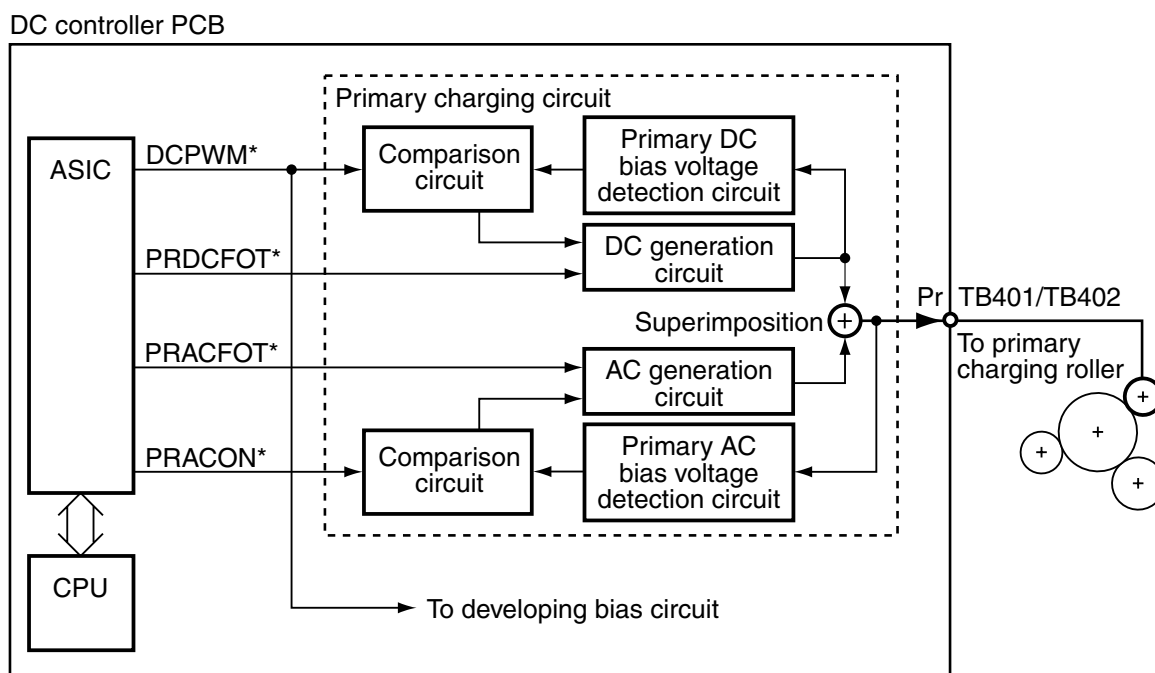 DC controller PCB
Primary charging circuit
ASIC
DCPWM*
Comparison
circuit
Primary DC
bias voltage
detection circuit
PRDCFOT*
DC generation
circuit
Superimposition
+
Pr
TB401/TB402
To primary
charging roller
PRACFOT*
AC generation
circuit
PRACON*
Comparison
circuit
Primary AC
bias voltage
detection circuit
+
+
+
+
CPU
To developing bias circuit